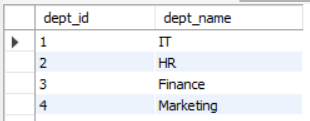 dept_id dept_name
1 IT
2 HR
3 Finance
4 Marketing